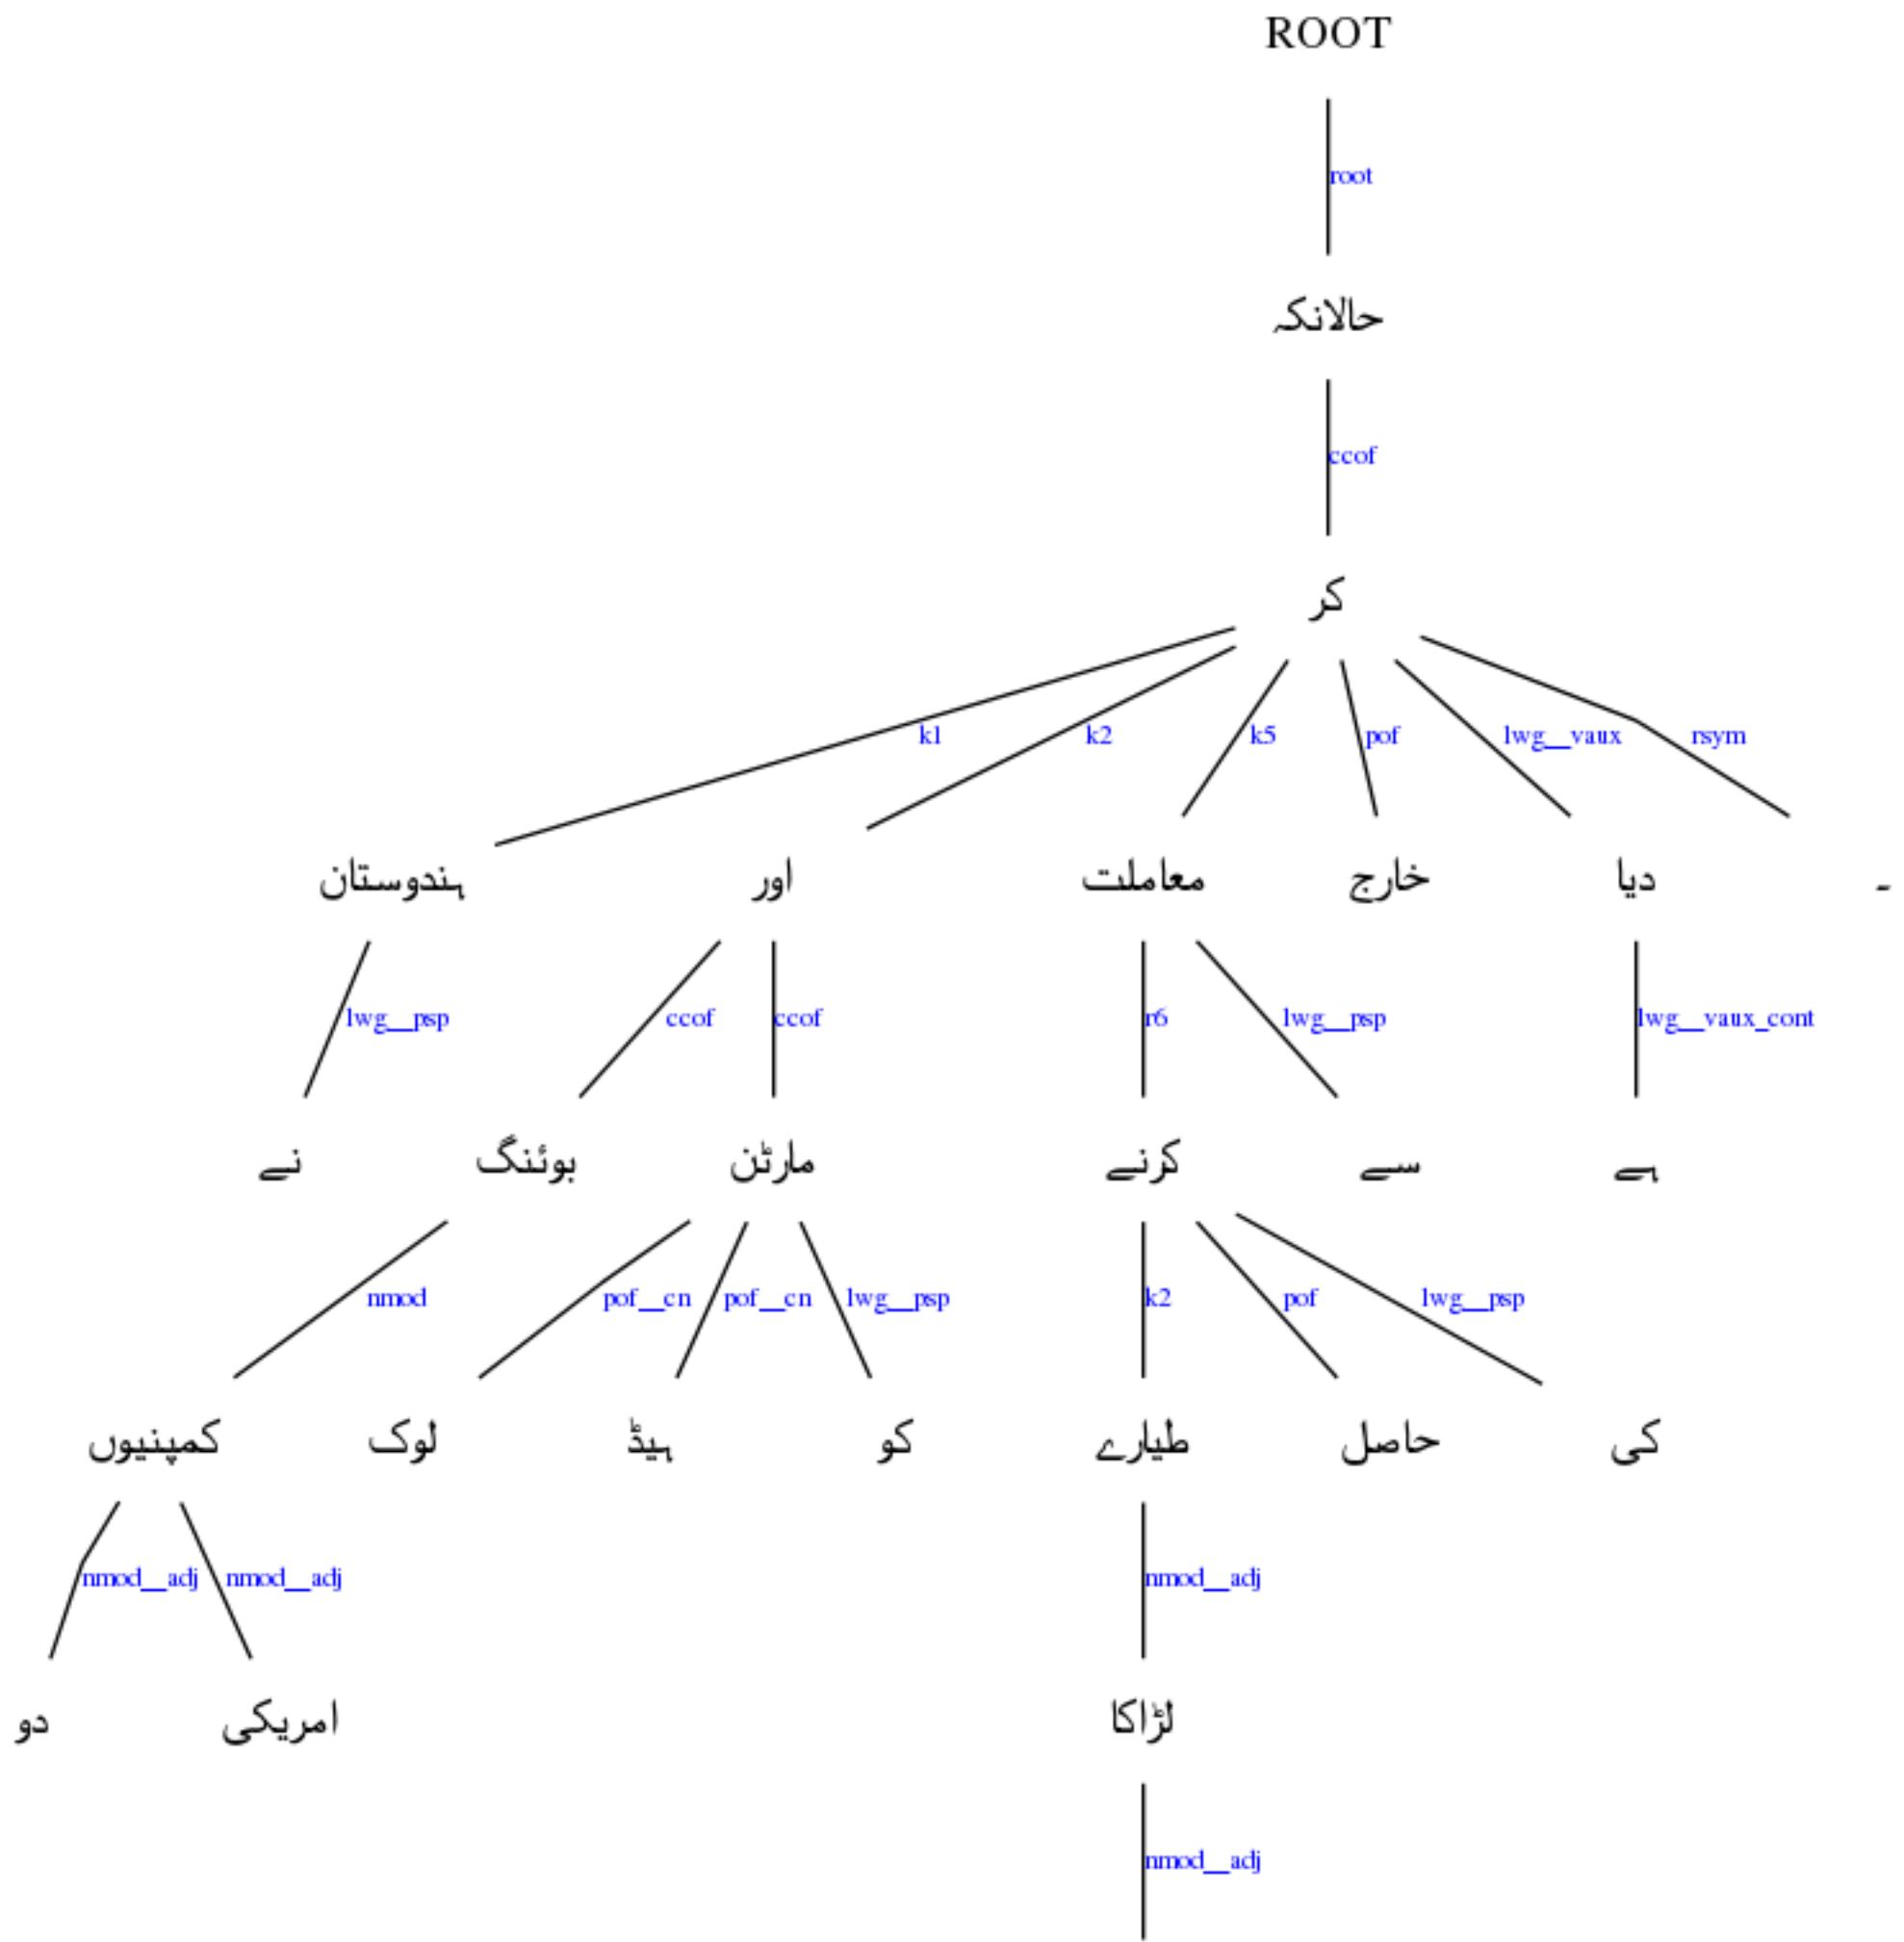 ROOT
root
حالانکہ
ccof
کر
k1 k2 k5 pof lwg__vaux rsym
ہندوستان اور معاملت خارج دیا ۔
lwg__psp ccof ccof r6 lwg__psp lwg__vaux_cont
نے بوئنگ مارٹن کرنے سے ہے
nmod pof__cn pof__cn lwg__psp k2 pof lwg__psp
کمپنیوں لوک ہیڈ کو طیارے حاصل کی
nmod__adj nmod__adj nmod__adj
دو امریکی لڑاکا
nmod__adj